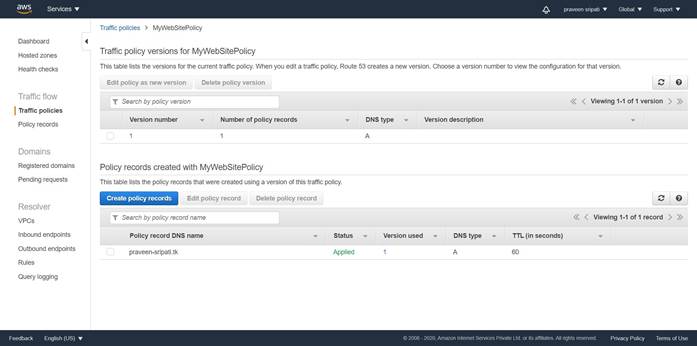 aws Services praveen sripati Global Support
Traffic policies > MyWebSitePolicy
Dashboard
Hosted zones
Health checks
Traffic flow
Traffic policies
Policy records
Domains
Registered domains
Pending requests
Resolver
VPCs
Inbound endpoints
Outbound endpoints
Rules
Query logging
Traffic policy versions for MyWebSitePolicy
This table lists the versions for the current traffic policy. When you edit a traffic policy, Route 53 creates a new version. Choose a version number to view the configuration for that version.
Edit policy as new version Delete policy version
Search by policy version Viewing 1-1 of 1 version
Version number Number of policy records DNS type Version description
1 1 A
Policy records created with MyWebSitePolicy
This table lists the policy records that were created using a version of this traffic policy.
Create policy records Edit policy record Delete policy record
Search by policy record name Viewing 1-1 of 1 record
Policy record DNS name Status Version used DNS type TTL (in seconds)
praveen-sripati.tk Applied 1 A 60
Feedback English (US) © 2008 - 2020, Amazon Internet Services Private Ltd. or its affiliates. All rights reserved. Privacy Policy Terms of Use